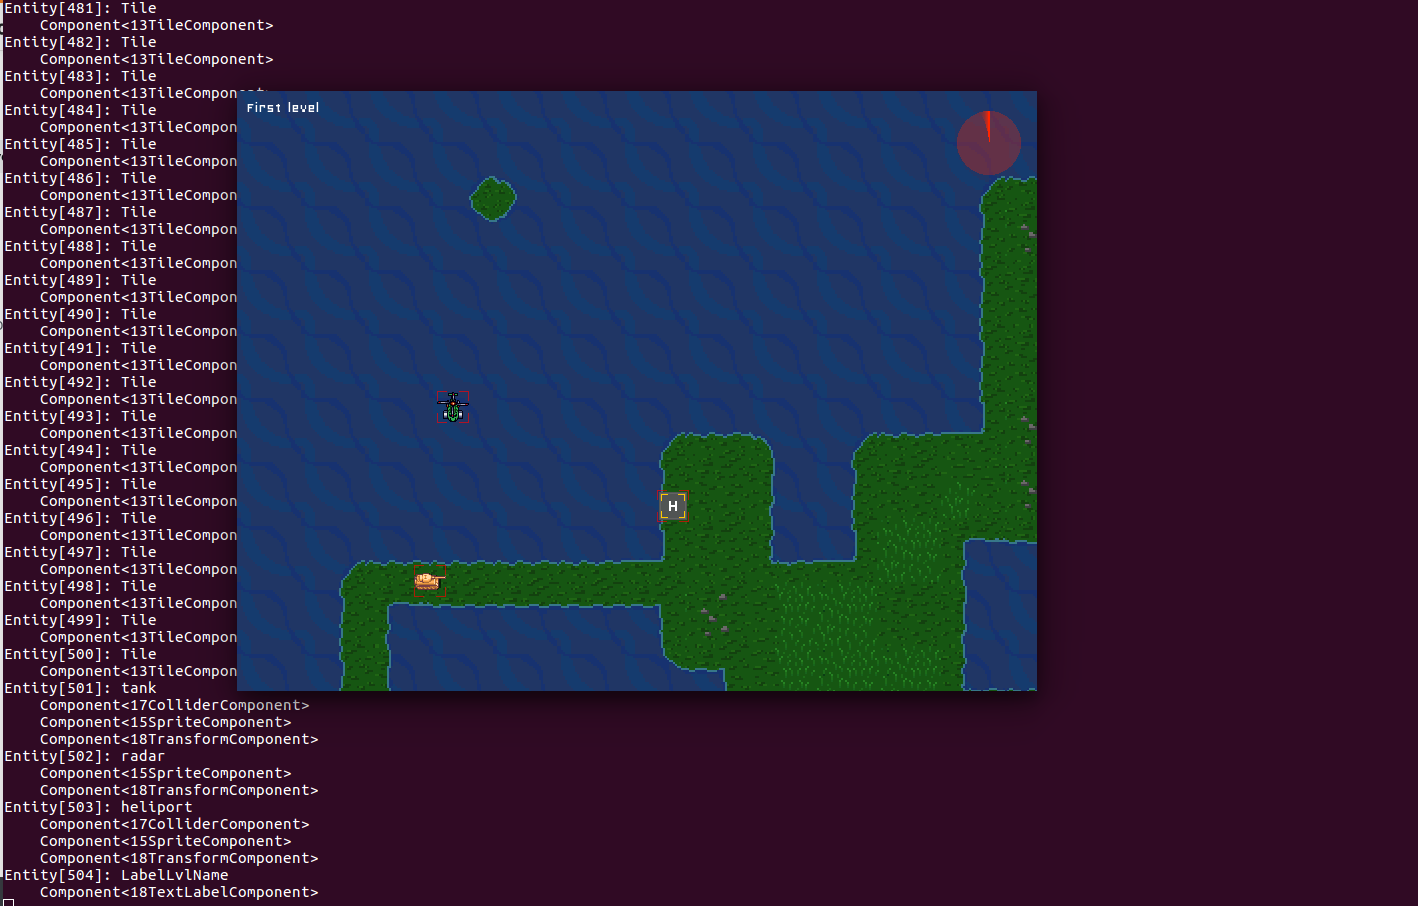 Entity[481]: Tile
Component<13TileComponent>
Entity[482]: Tile
Component<13TileComponent>
Entity[483]: Tile
Component<13TileComponent>
Entity[484]: Tile
Component<13TileCompon
Entity[485]: Tile
Component<13TileCompon
Entity[486]: Tile
Component<13TileCompon
Entity[487]: Tile
Component<13TileCompon
Entity[488]: Tile
Component<13TileCompon
Entity[489]: Tile
Component<13TileCompon
Entity[490]: Tile
Component<13TileCompon
Entity[491]: Tile
Component<13TileCompon
Entity[492]: Tile
Component<13TileCompon
Entity[493]: Tile
Component<13TileCompon
Entity[494]: Tile
Component<13TileCompon
Entity[495]: Tile
Component<13TileCompon
Entity[496]: Tile
Component<13TileCompon
Entity[497]: Tile
Component<13TileCompon
Entity[498]: Tile
Component<13TileCompon
Entity[499]: Tile
Component<13TileCompon
Entity[500]: Tile
Component<13TileCompon
Entity[501]: tank
Component<17ColliderComponent>
Component<15SpriteComponent>
Component<18TransformComponent>
Entity[502]: radar
Component<15SpriteComponent>
Component<18TransformComponent>
Entity[503]: heliport
Component<17ColliderComponent>
Component<15SpriteComponent>
Component<18TransformComponent>
Entity[504]: LabelLvlName
Component<18TextLabelComponent>
First level
H